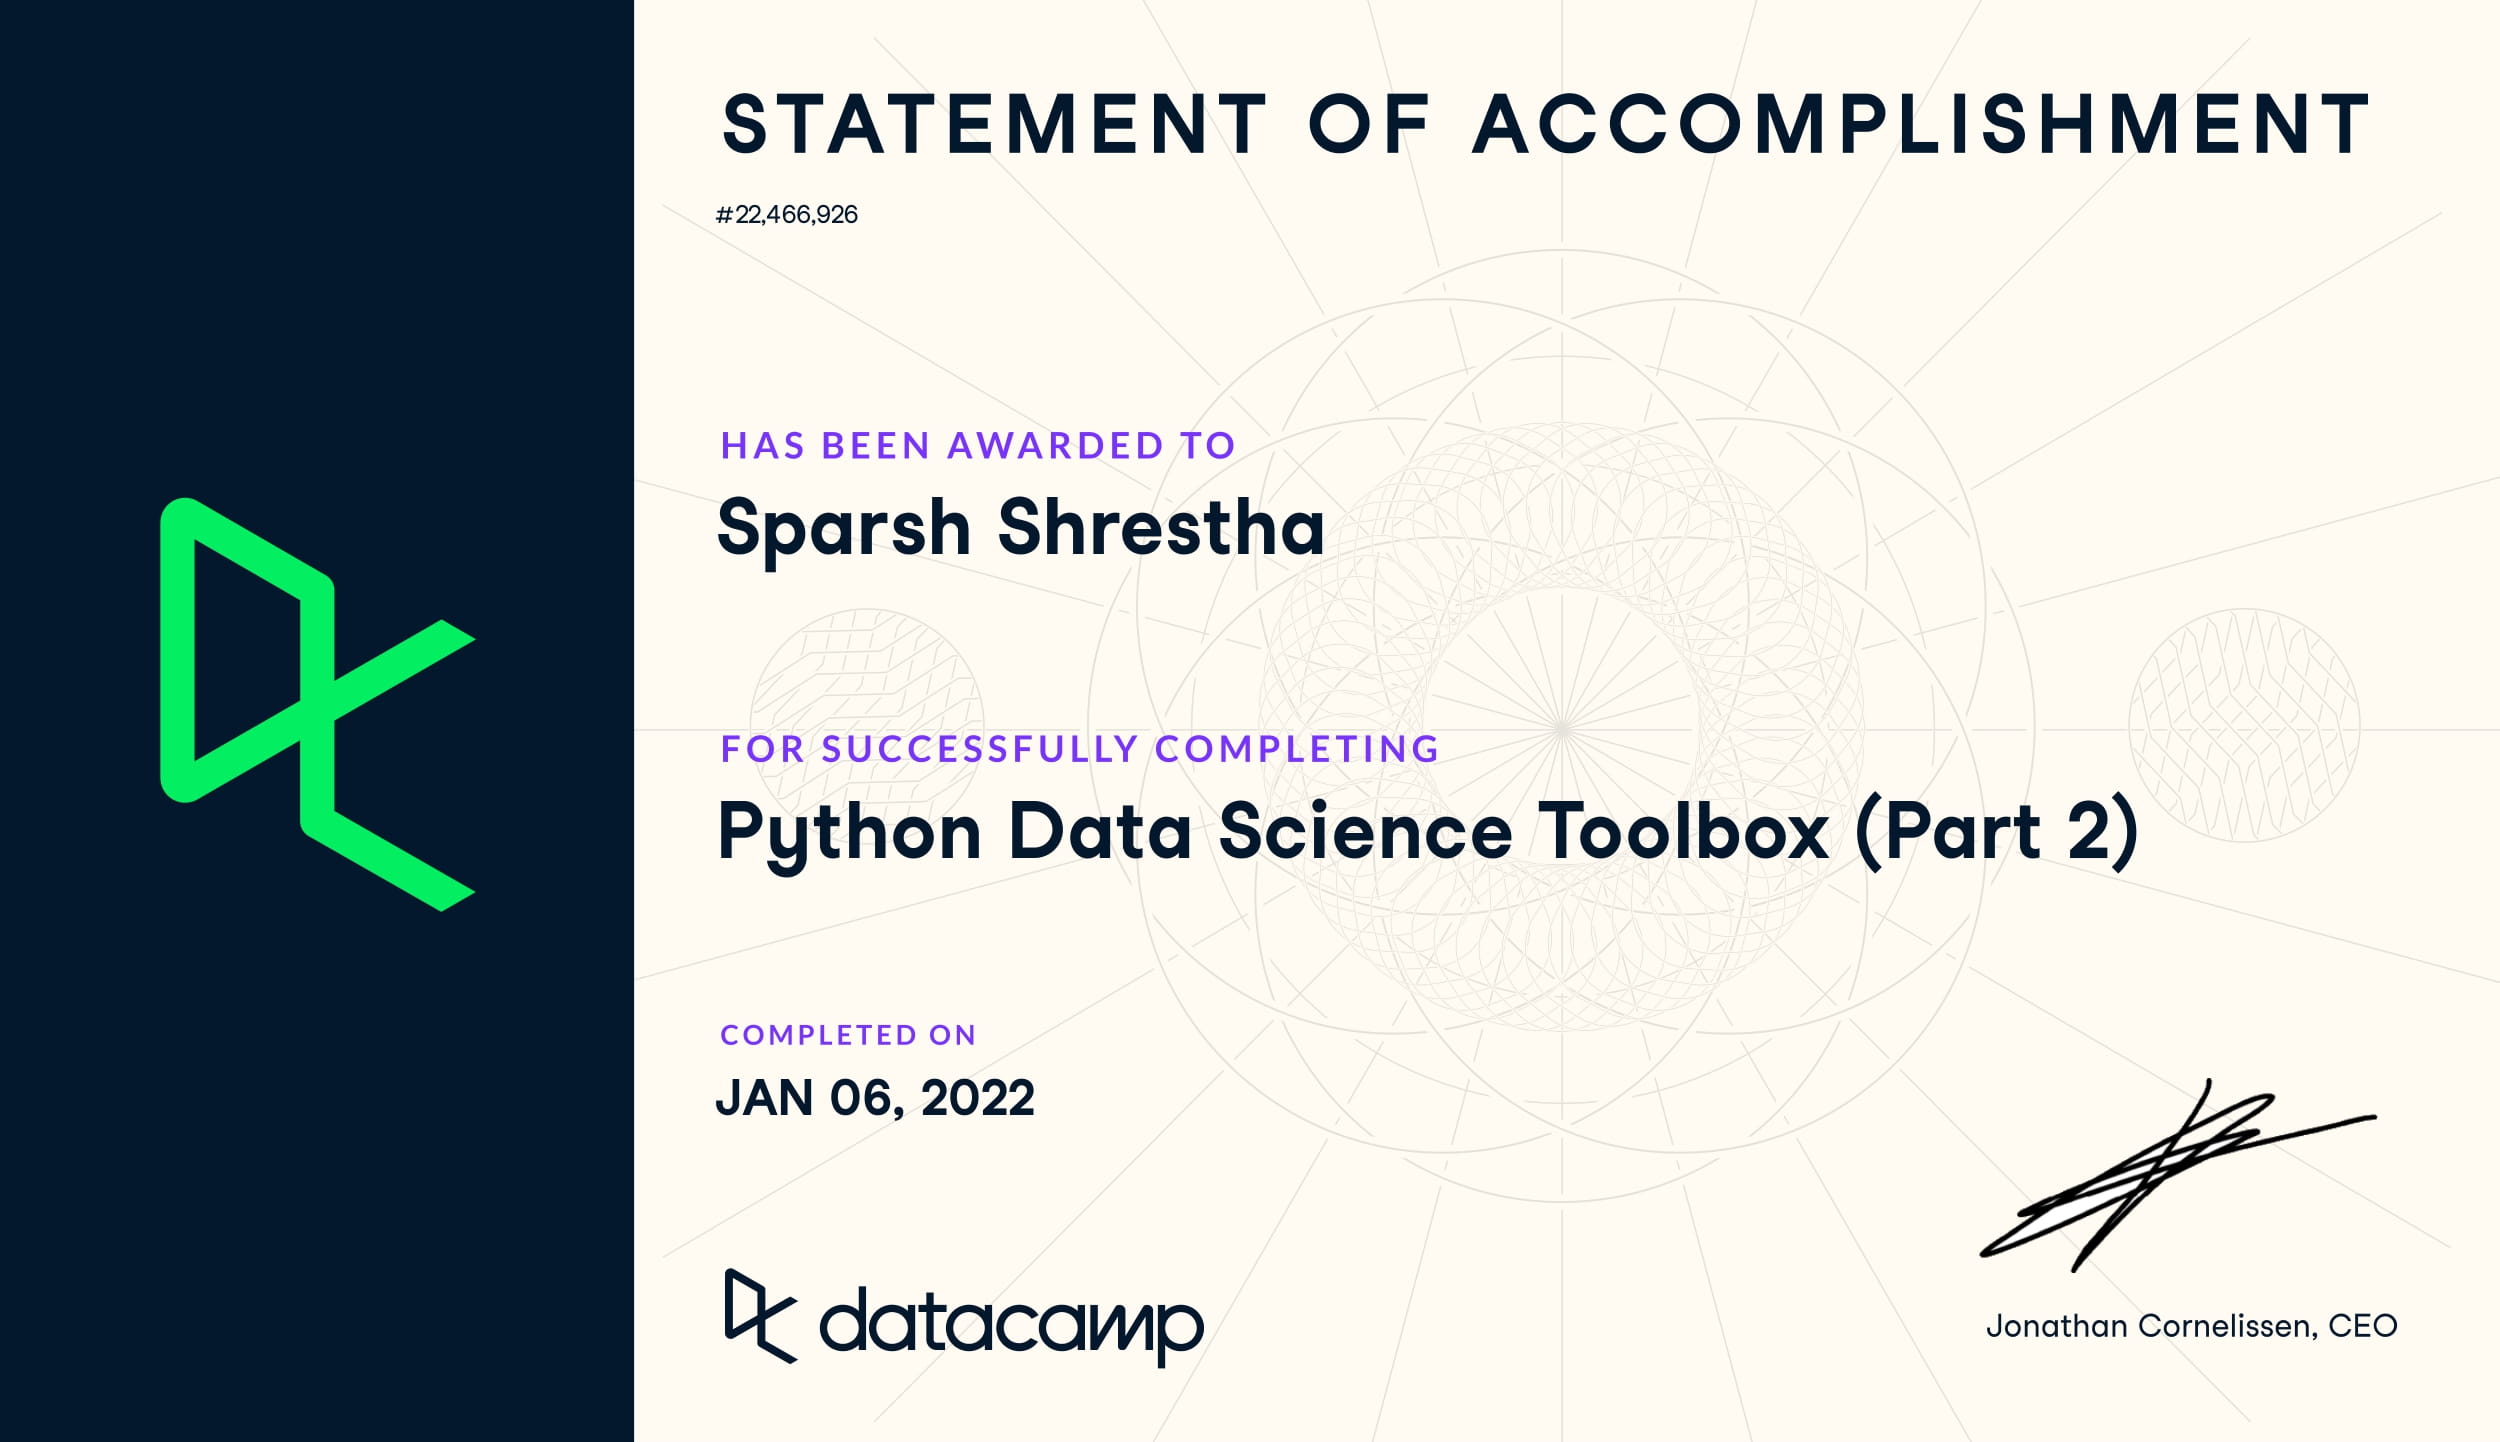 STATEMENT OF ACCOMPLISHMENT
#22,466,926
HAS BEEN AWARDED TO
Sparsh Shrestha
FOR SUCCESSFULLY COMPLETING
Python Data Science Toolbox (Part 2)
COMPLETED ON
JAN 06, 2022
datacamp
Jonathan Cornelissen, CEO